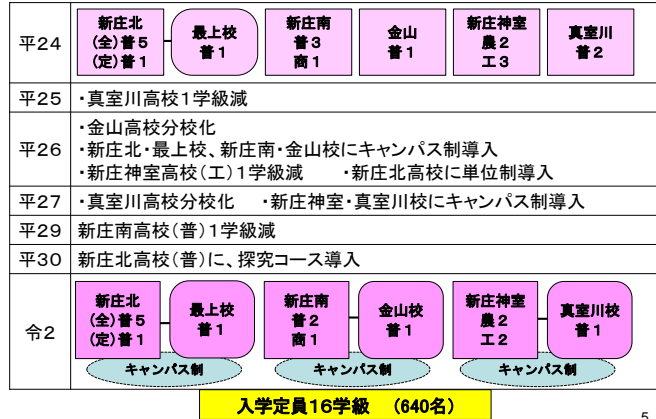 平24
新庄北
(全)普5
(定)普1
最上校
普1
新庄南
普3
商1
金山
普1
新庄神室
農2
工3
真室川
普2
平25
・真室川高校1学級減
平26
・金山高校分校化
・新庄北・最上校、新庄南・金山校にキャンパス制導入
・新庄神室高校(工)1学級減　・新庄北高校に単位制導入
平27
・真室川高校分校化　・新庄神室・真室川校にキャンパス制導入
平29
新庄南高校(普)1学級減
平30
新庄北高校(普)に、探究コース導入
令2
新庄北
(全)普5
(定)普1
最上校
普1
キャンパス制
新庄南
普2
商1
金山校
普1
キャンパス制
新庄神室
農2
工2
真室川校
普1
キャンパス制
入学定員16学級　(640名)
5